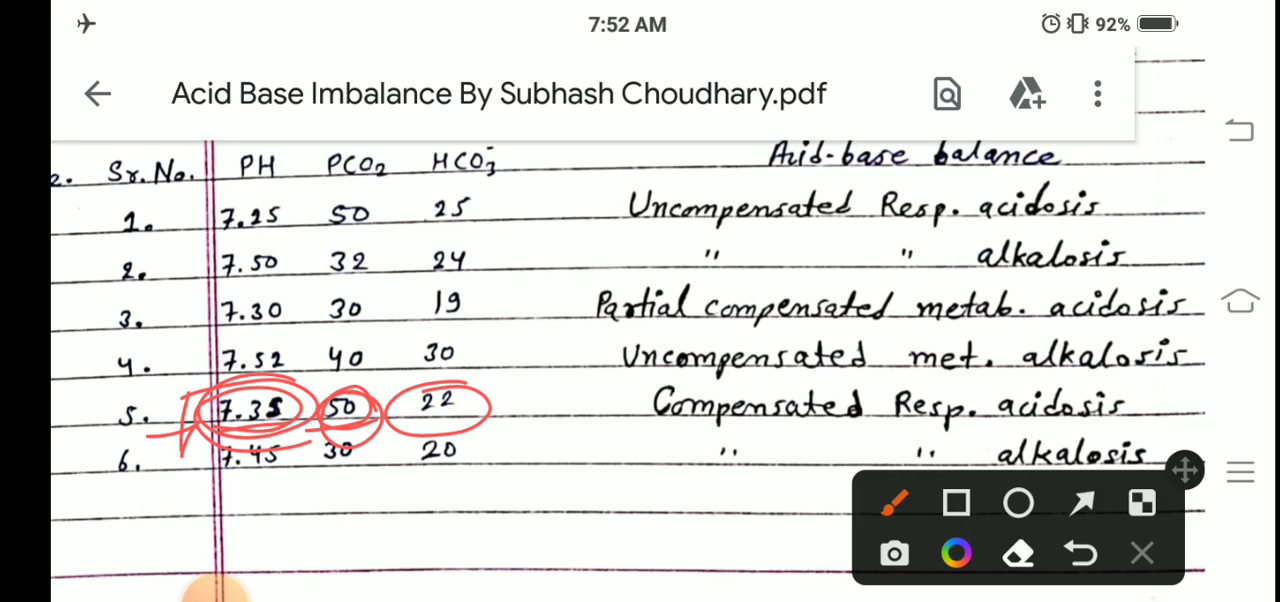 7:52 AM
92%
Acid Base Imbalance By Subhash Choudhary.pdf
2. Sr. No. PH PCO₂ HCO₃⁻ Acid-base balance
1. 7.25 50 25 Uncompensated Resp. acidosis
2. 7.50 32 24 " " alkalosis
3. 7.30 30 19 Partial compensated metab. acidosis
4. 7.52 40 30 Uncompensated met. alkalosis
5. 7.35 50 22 Compensated Resp. acidosis
6. 7.45 30 20 " " alkalosis